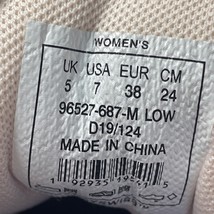 WOMEN'S
UK USA EUR CM
5 7 38 24
96527-687-M LOW
D19/124
MADE IN CHINA